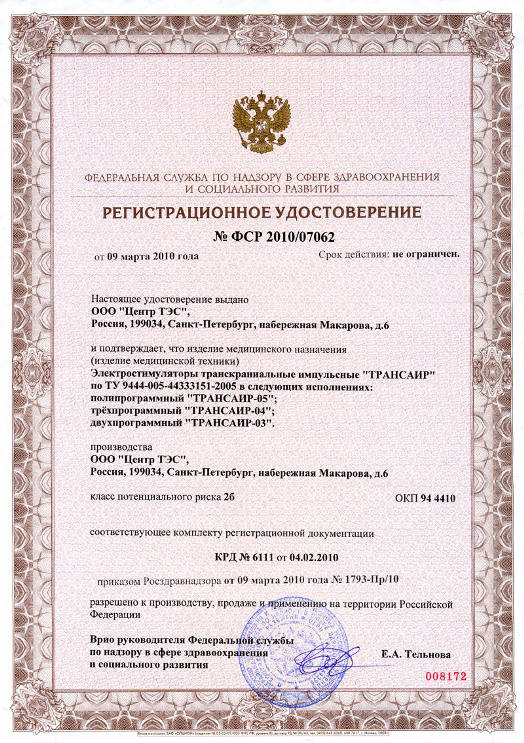 ФЕДЕРАЛЬНАЯ СЛУЖБА ПО НАДЗОРУ В СФЕРЕ ЗДРАВООХРАНЕНИЯ
И СОЦИАЛЬНОГО РАЗВИТИЯ
РЕГИСТРАЦИОННОЕ УДОСТОВЕРЕНИЕ
№ ФСР 2010/07062
от 09 марта 2010 года Срок действия: не ограничен.
Настоящее удостоверение выдано
ООО "Центр ТЭС",
Россия, 199034, Санкт-Петербург, набережная Макарова, д.6
и подтверждает, что изделие медицинского назначения
(изделие медицинской техники)
Электростимуляторы транскраниальные импульсные "ТРАНСАИР"
по ТУ 9444-005-44333151-2005 в следующих исполнениях:
полипрограммный "ТРАНСАИР-05";
трёхпрограммный "ТРАНСАИР-04";
двухпрограммный "ТРАНСАИР-03".
производства
ООО "Центр ТЭС",
Россия, 199034, Санкт-Петербург, набережная Макарова, д.6
класс потенциального риска 2б ОКП 94 4410
соответствующее комплекту регистрационной документации
КРД № 6111 от 04.02.2010
приказом Росздравнадзора от 09 марта 2010 года № 1793-Пр/10
разрешено к производству, продаже и применению на территории Российской
Федерации
Врио руководителя Федеральной службы
по надзору в сфере здравоохранения
и социального развития
Е.А. Тельнова
008172